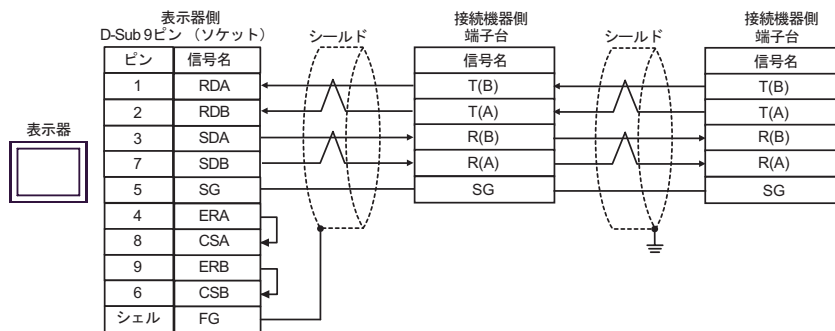 表示器
表示器側
D-Sub 9ピン （ソケット）
ピン 信号名
1 RDA
2 RDB
3 SDA
7 SDB
5 SG
4 ERA
8 CSA
9 ERB
6 CSB
シェル FG
シールド
接続機器側
端子台
信号名
T(B)
T(A)
R(B)
R(A)
SG
シールド
接続機器側
端子台
信号名
T(B)
T(A)
R(B)
R(A)
SG